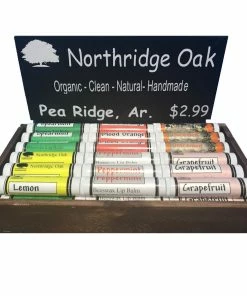 Northridge Oak
Organic - Clean - Natural- Handmade
Pea Ridge, Ar. $2.99
Spearmint
Blood Orange
Northridge Oak
Peppermint
Peppermint
Grapefruit
Lemon
Beeswax Lip Balm
Grapefruit
Grapefruit